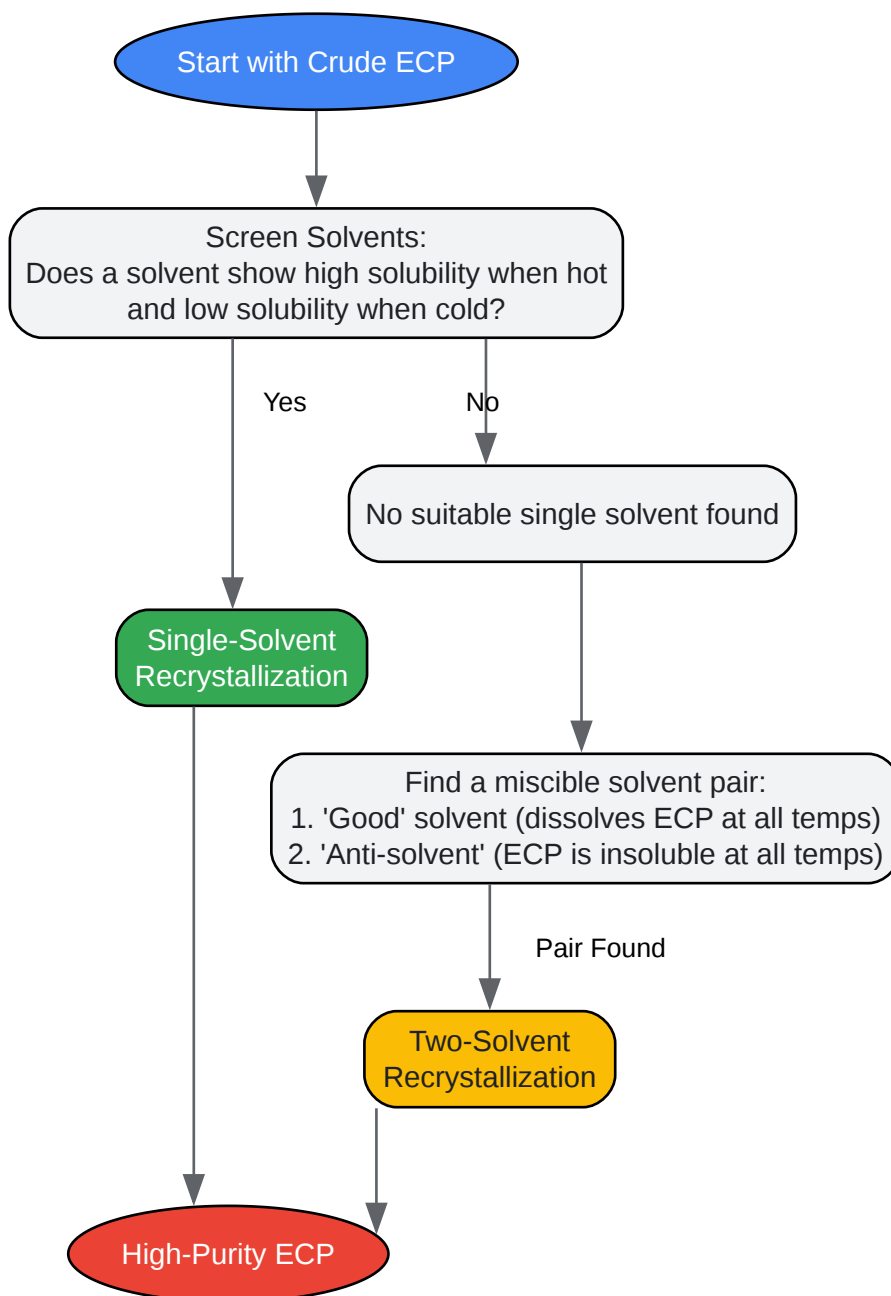 Start with Crude ECP
Screen Solvents:
Does a solvent show high solubility when hot
and low solubility when cold?
Yes
No
No suitable single solvent found
Single-Solvent
Recrystallization
Find a miscible solvent pair:
1. 'Good' solvent (dissolves ECP at all temps)
2. 'Anti-solvent' (ECP is insoluble at all temps)
Pair Found
Two-Solvent
Recrystallization
High-Purity ECP